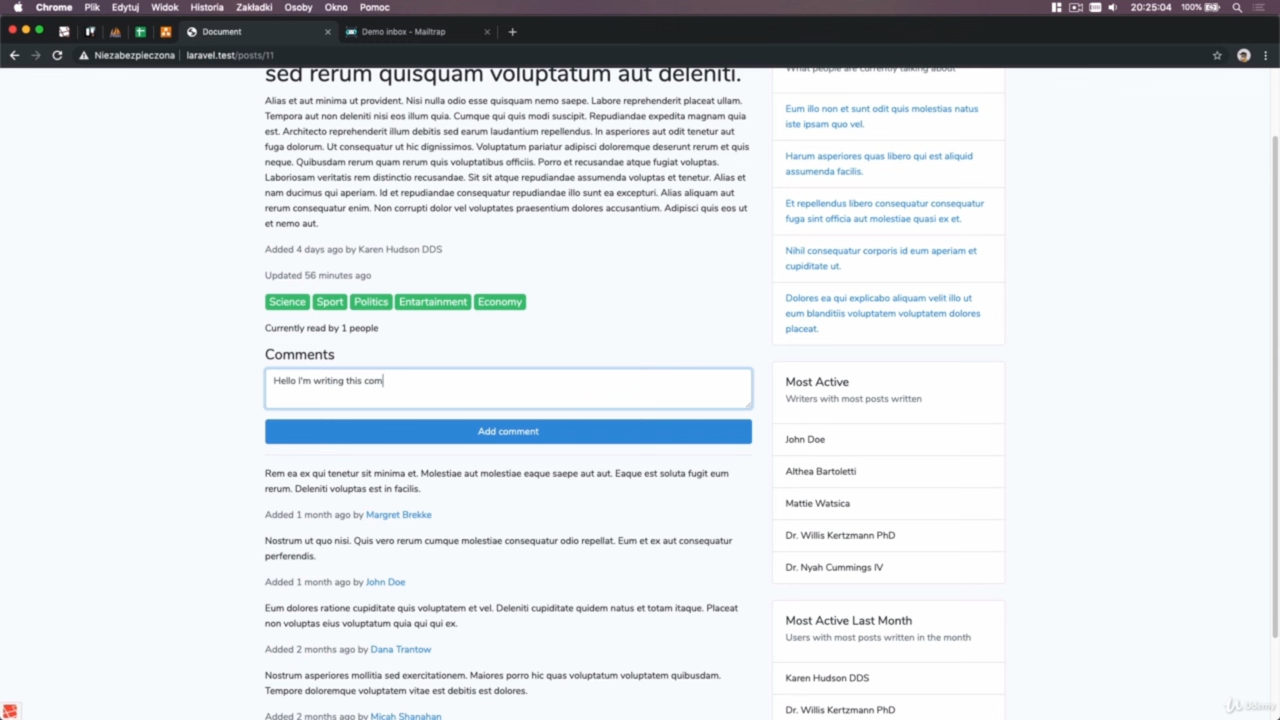 Chrome Plik Edytuj Widok Historia Zakładki Osoby Okno Pomoc 100% 20:25:04
Document
Demo inbox - Mailtrap
Niezabezpieczona laravel.test/posts/11
sed rerum quisquam voluptatum aut deleniti.
Alias et aut minima ut provident. Nisi nulla odio esse quisquam nemo saepe. Labore reprehenderit placeat ullam.
Tempora aut non deleniti nisi eos illum quia. Cumque qui quis modi suscipit. Repudiandae expedita magnam quia
est. Architecto reprehenderit illum debitis sed earum laudantium repellendus. In asperiores aut odit tenetur aut
fuga dolorum. Ut consequatur ut hic dignissimos. Voluptatum pariatur adipisci doloremque deserunt rerum et quis
neque. Quibusdam rerum quam rerum quis voluptatibus officiis. Porro et recusandae atque fugiat voluptas.
Laboriosam veritatis rem distinctio recusandae. Sit sit atque repudiandae assumenda voluptas et tenetur. Alias et
nam ducimus qui aperiam. Id et repudiandae consequatur repudiandae illo sunt ea excepturi. Alias aliquam aut
rerum consequatur enim. Non corrupti dolor vel voluptates praesentium dolores accusantium. Adipisci quis eos ut
et nemo aut.
Added 4 days ago by Karen Hudson DDS
Updated 56 minutes ago
Science Sport Politics Entartainment Economy
Currently read by 1 people
Comments
Hello I'm writing this com
Add comment
Rem ea ex qui tenetur sit minima et. Molestiae aut molestiae eaque saepe aut aut. Eaque est soluta fugit eum
rerum. Deleniti voluptas est in facilis.
Added 1 month ago by Margret Brekke
Nostrum ut quo nisi. Quis vero rerum cumque molestiae consequatur odio repellat. Eum et ex aut consequatur
perferendis.
Added 1 month ago by John Doe
Eum dolores ratione cupiditate quis voluptatem et vel. Deleniti cupiditate quidem natus et totam itaque. Placeat
non voluptas eius voluptatum quia qui qui ex.
Added 2 months ago by Dana Trantow
Nostrum asperiores mollitia sed exercitationem. Maiores porro hic quas voluptatum voluptatem quibusdam.
Tempore doloremque voluptatem vitae est debitis est dolores.
Added 2 months ago by Micah Shanahan
What people are currently talking about
Eum illo non et sunt odit quis molestias natus
iste ipsam quo vel.
Harum asperiores quas libero qui est aliquid
assumenda facilis.
Et repellendus libero consequatur consequatur
fuga sint officia aut molestiae quasi ex et.
Nihil consequatur corporis id eum aperiam et
cupiditate ut.
Dolores ea qui explicabo aliquam velit illo ut
eum blanditiis voluptatem voluptatem dolores
placeat.
Most Active
Writers with most posts written
John Doe
Althea Bartoletti
Mattie Watsica
Dr. Willis Kertzmann PhD
Dr. Nyah Cummings IV
Most Active Last Month
Users with most posts written in the month
Karen Hudson DDS
Dr. Willis Kertzmann PhD
Udemy